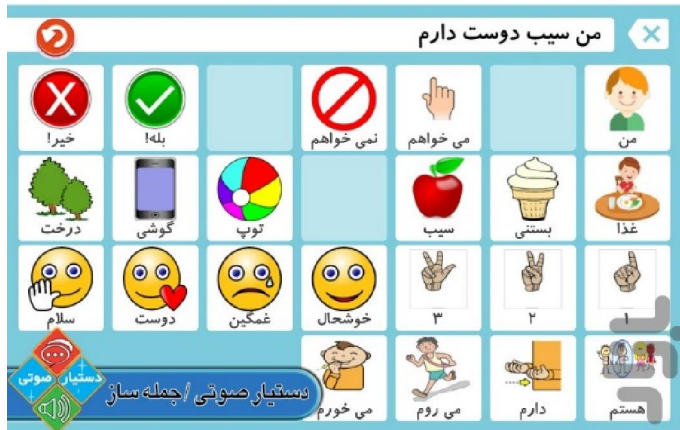 من سیب دوست دارم
من
می خواهم
نمی خواهم
بله!
خیر!
غذا
بستنی
سیب
توپ
گوشی
درخت
۱
۲
۳
خوشحال
غمگین
دوست
سلام
هستم
دارم
می روم
می خورم
دستیار صوتی / جمله ساز
دستیار صوتی
بازار